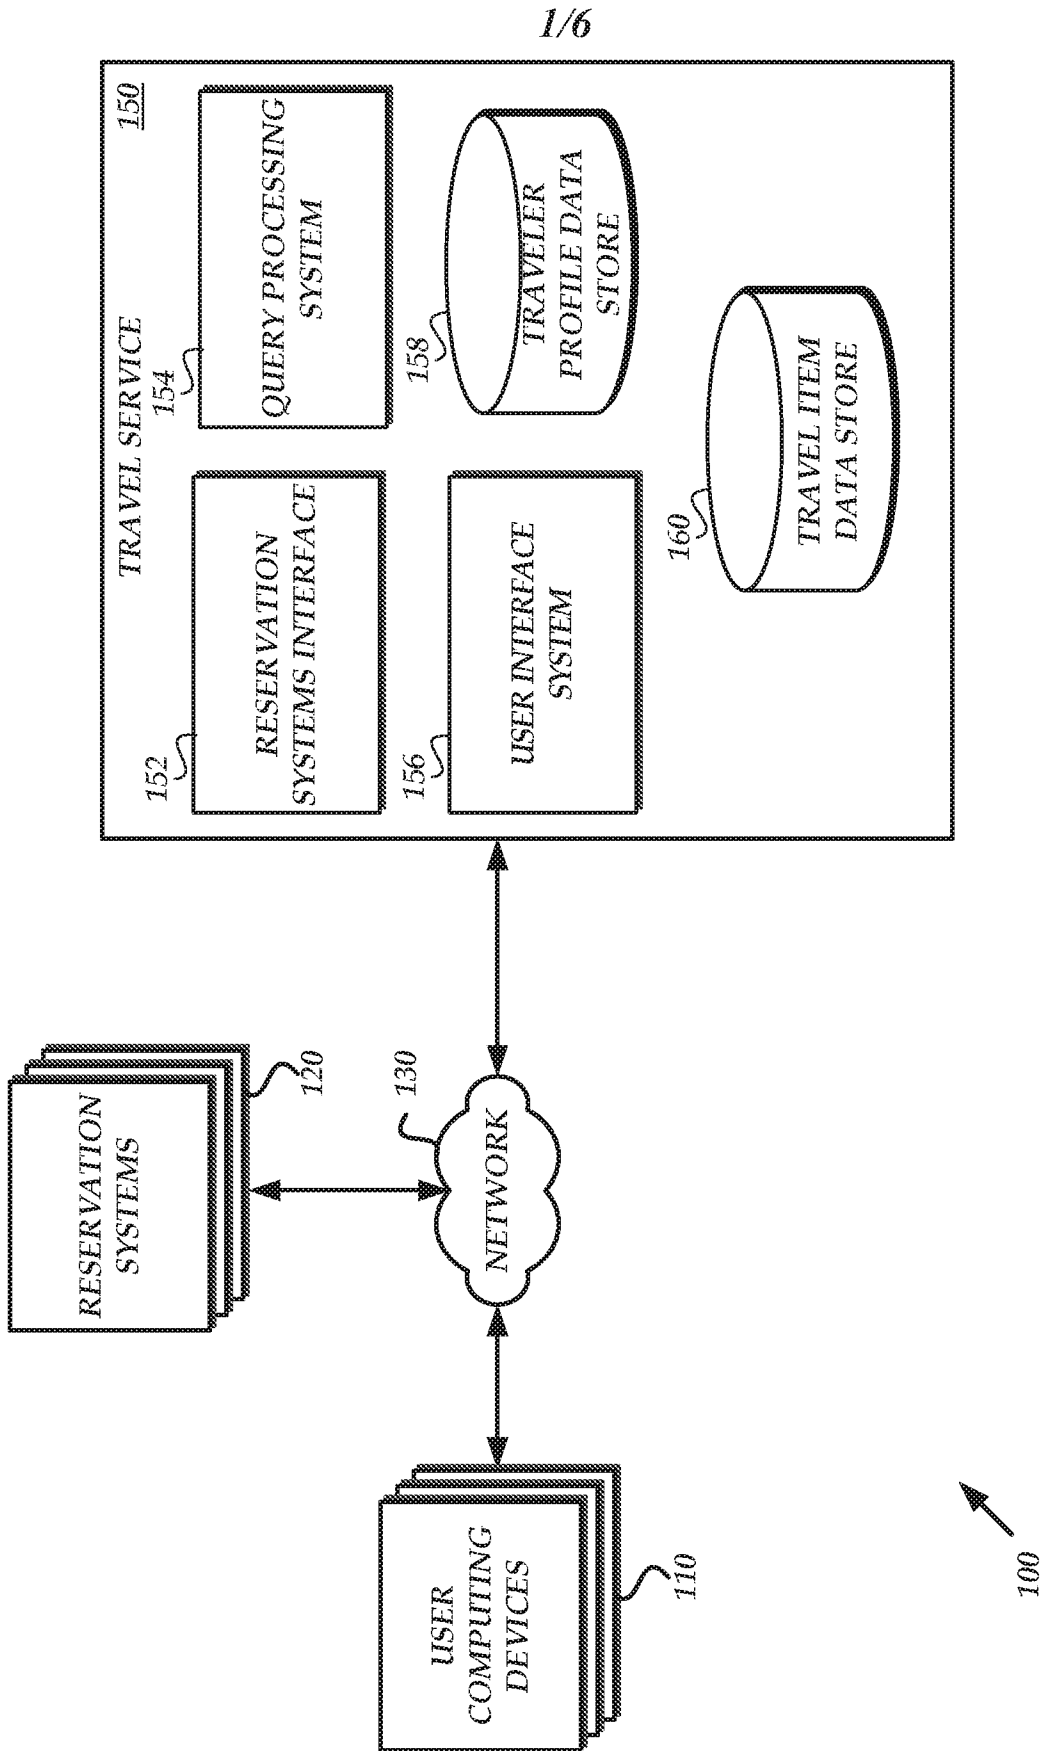 1/6
TRAVEL SERVICE
150
152
RESERVATION
SYSTEMS INTERFACE
154
QUERY PROCESSING
SYSTEM
156
USER INTERFACE
SYSTEM
158
TRAVELER
PROFILE DATA
STORE
160
TRAVEL ITEM
DATA STORE
RESERVATION
SYSTEMS
120
130
NETWORK
USER
COMPUTING
DEVICES
110
100